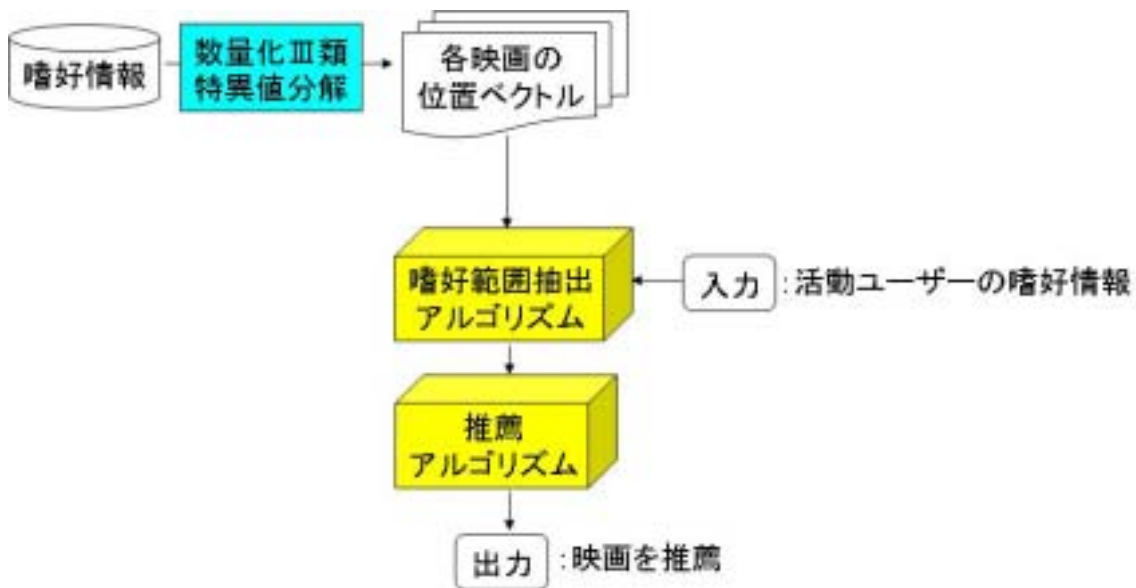 嗜好情報
数量化Ⅲ類
特異値分解
各映画の
位置ベクトル
嗜好範囲抽出
アルゴリズム
入力:活動ユーザーの嗜好情報
推薦
アルゴリズム
出力:映画を推薦